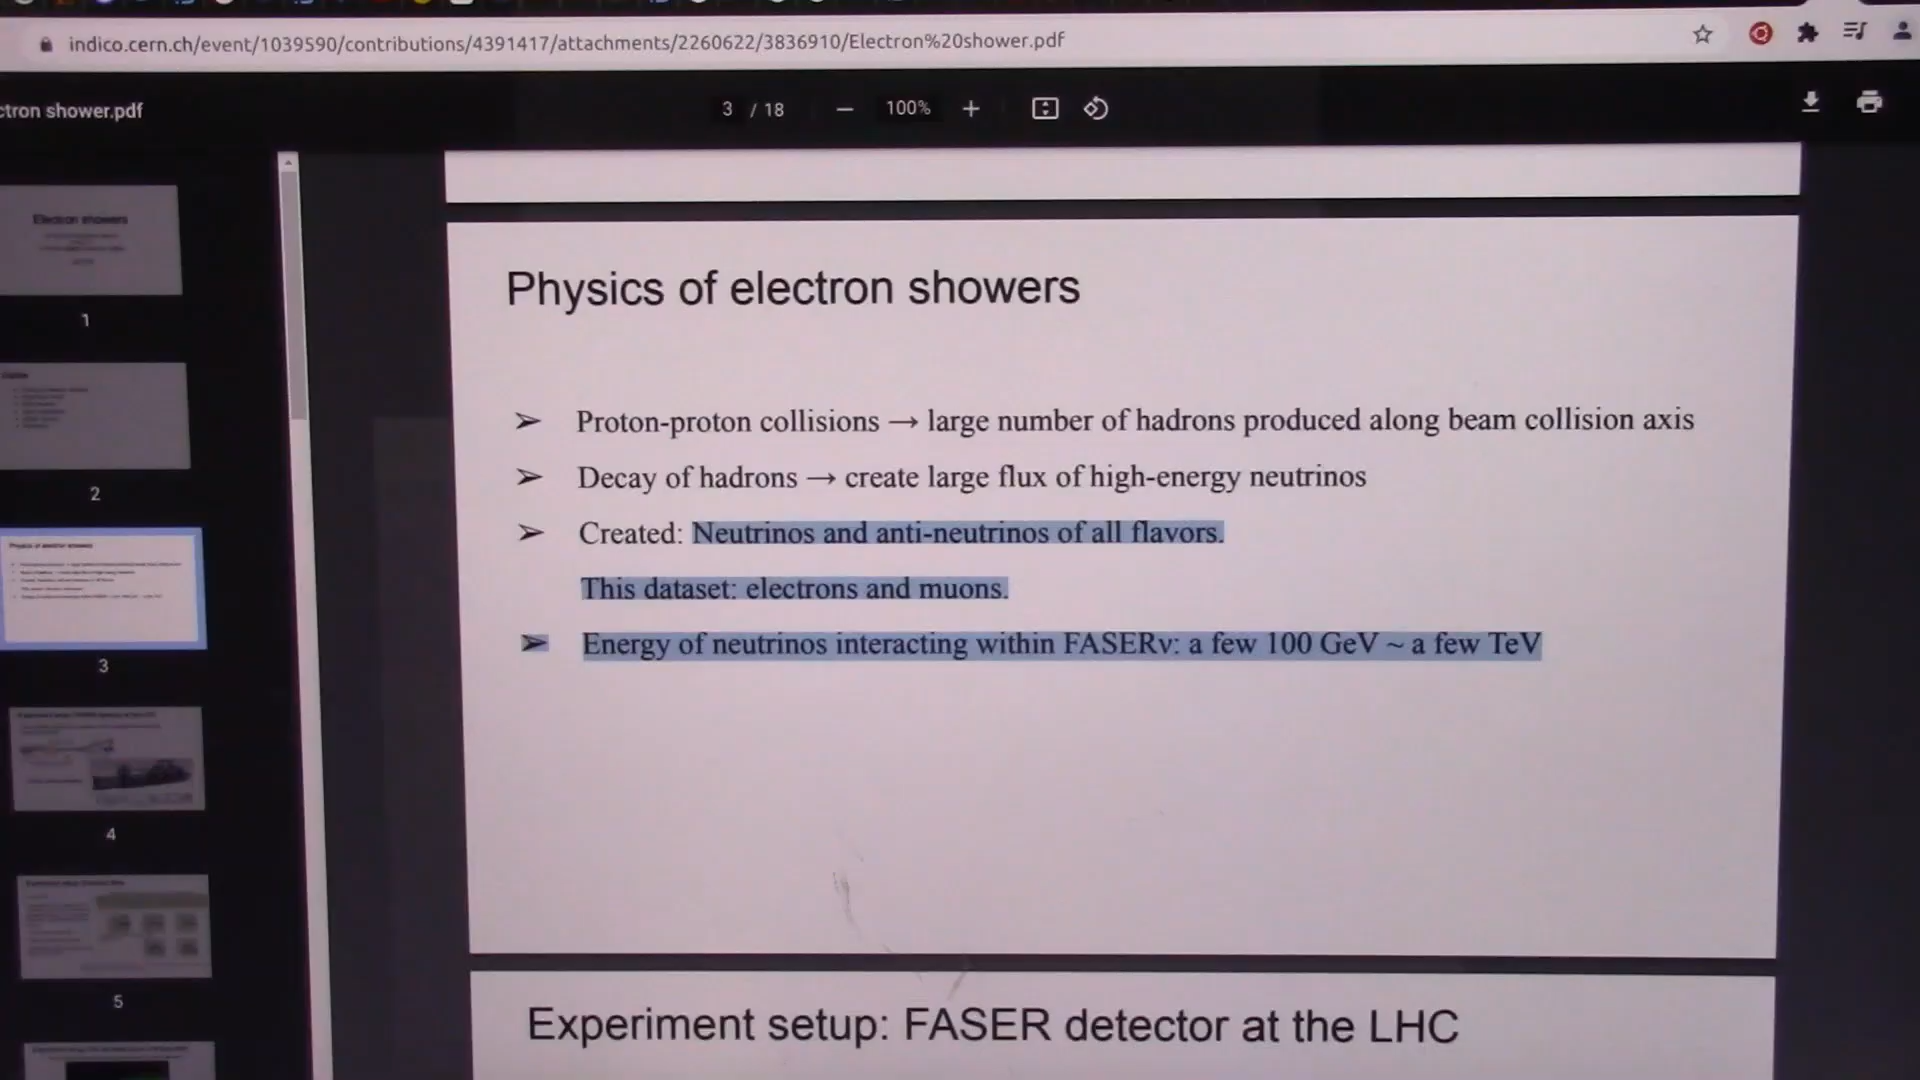 indico.cern.ch/event/1039590/contributions/4391417/attachments/2260622/3836910/Electron%20shower.pdf
ctron shower.pdf
3 / 18
100%
Electron showers
1
2
3
4
5
Physics of electron showers
➢ Proton-proton collisions → large number of hadrons produced along beam collision axis
➢ Decay of hadrons → create large flux of high-energy neutrinos
➢ Created: Neutrinos and anti-neutrinos of all flavors.
This dataset: electrons and muons.
➢ Energy of neutrinos interacting within FASERν: a few 100 GeV ~ a few TeV
Experiment setup: FASER detector at the LHC